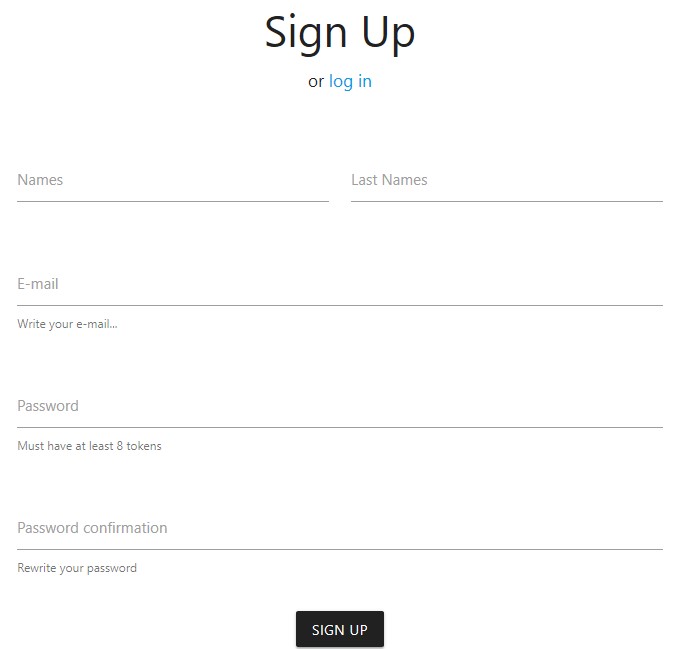 Sign Up
or log in
Names Last Names
E-mail
Write your e-mail...
Password
Must have at least 8 tokens
Password confirmation
Rewrite your password
SIGN UP